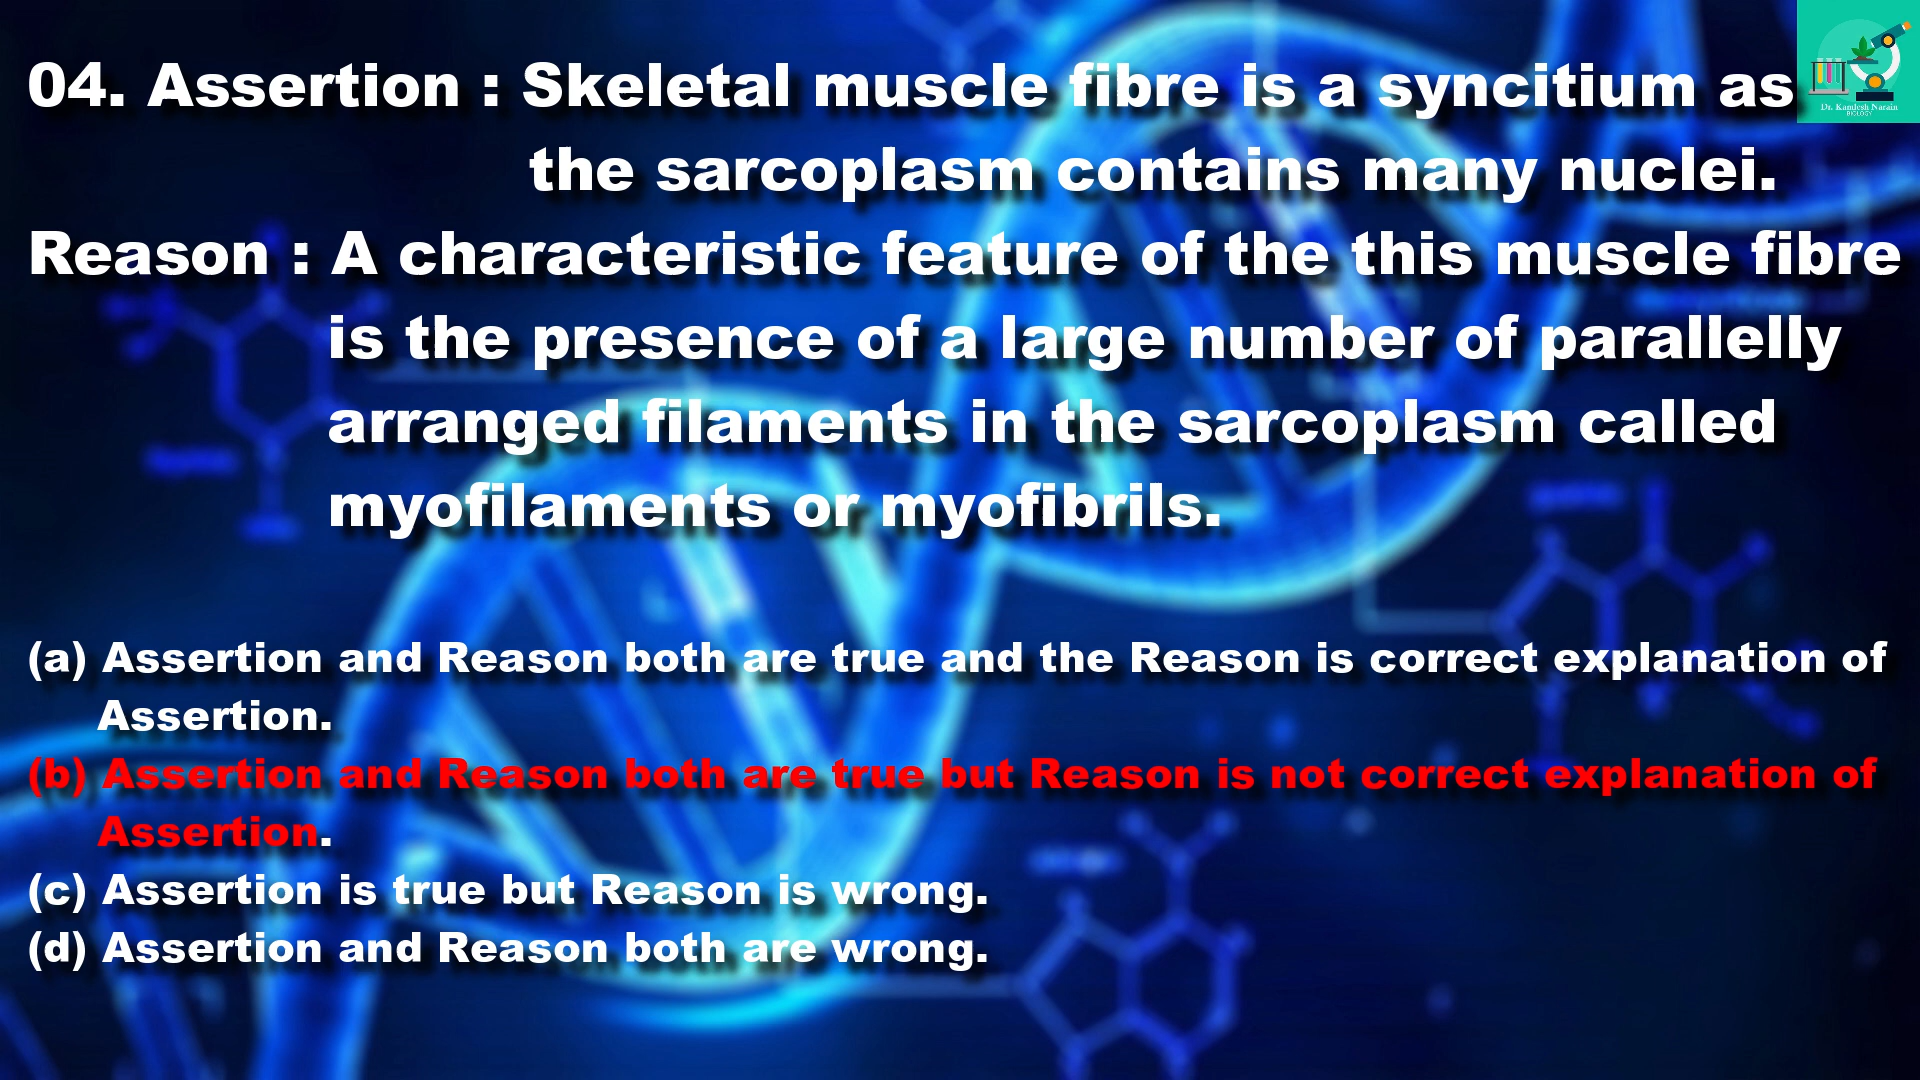 04. Assertion : Skeletal muscle fibre is a syncitium as
the sarcoplasm contains many nuclei.
Reason : A characteristic feature of the this muscle fibre
is the presence of a large number of parallelly
arranged filaments in the sarcoplasm called
myofilaments or myofibrils.
(a) Assertion and Reason both are true and the Reason is correct explanation of
Assertion.
(b) Assertion and Reason both are true but Reason is not correct explanation of
Assertion.
(c) Assertion is true but Reason is wrong.
(d) Assertion and Reason both are wrong.
Dr. Kamlesh Narain
BIOLOGY